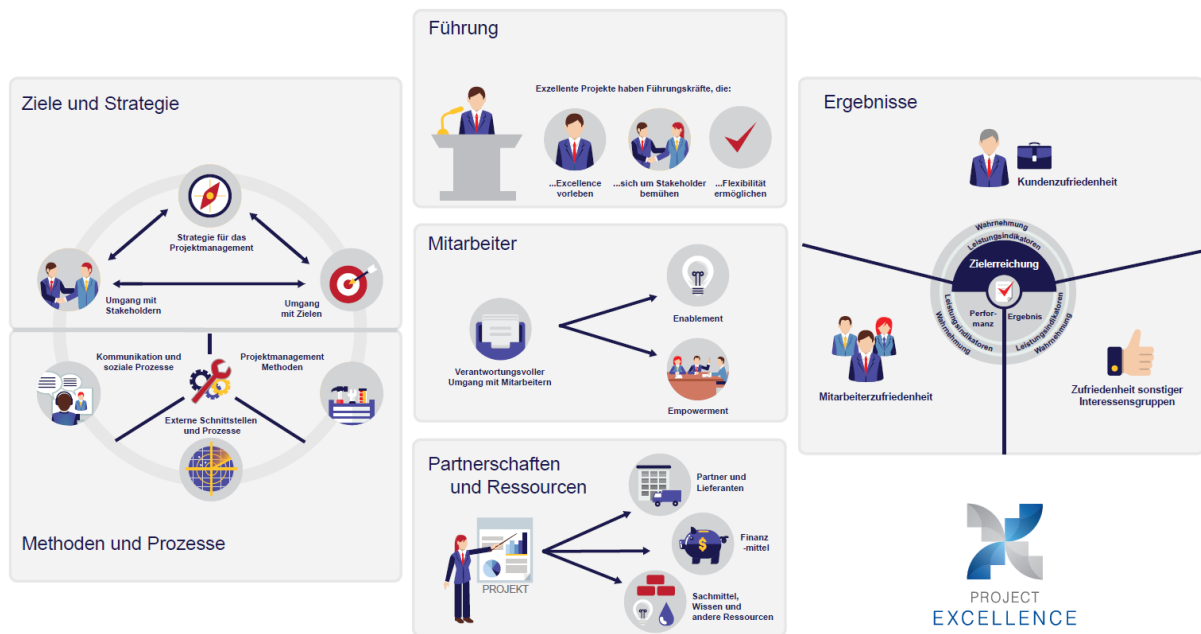 Ziele und Strategie
Strategie für das
Projektmanagement
Umgang mit
Stakeholdern
Umgang
mit Zielen
Kommunikation und
soziale Prozesse
Projektmanagement
Methoden
Externe Schnittstellen
und Prozesse
Methoden und Prozesse
Führung
Exzellente Projekte haben Führungskräfte, die:
...Excellence
vorleben
...sich um Stakeholder
bemühen
...Flexibilität
ermöglichen
Mitarbeiter
Verantwortungsvoller
Umgang mit Mitarbeitern
Enablement
Empowerment
Partnerschaften
und Ressourcen
PROJEKT
Partner und
Lieferanten
Finanz
-mittel
$
Sachmittel,
Wissen und
andere Ressourcen
Ergebnisse
Kundenzufriedenheit
Wahrnehmung
Leistungsindikatoren
Zielerreichung
Perfor-
manz
Ergebnis
Leistungsindikatoren
Wahrnehmung
Leistungsindikatoren
Wahrnehmung
Mitarbeiterzufriedenheit
Zufriedenheit sonstiger
Interessensgruppen
PROJECT
EXCELLENCE